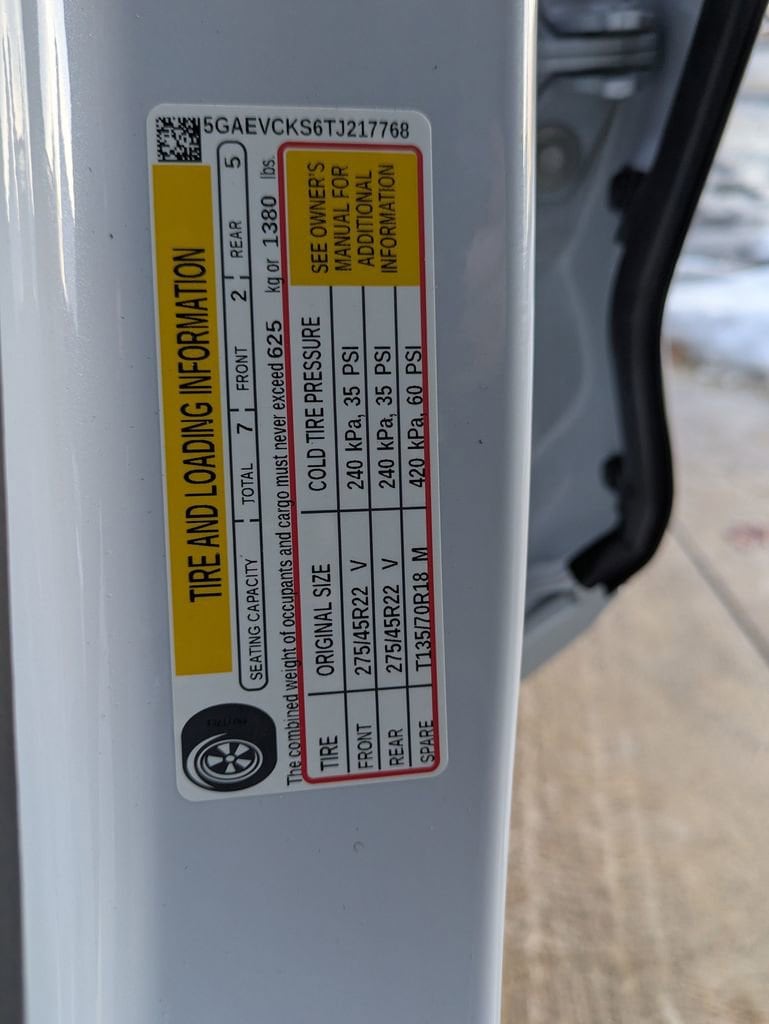 5GAEVCKS6TJ217768
TIRE AND LOADING INFORMATION
SEATING CAPACITY TOTAL 7 FRONT 2 REAR 5
The combined weight of occupants and cargo must never exceed 625 kg or 1380 lbs.
TIRE ORIGINAL SIZE COLD TIRE PRESSURE
FRONT 275/45R22 V 240 kPa, 35 PSI
REAR 275/45R22 V 240 kPa, 35 PSI
SPARE T135/70R18 M 420 kPa, 60 PSI
SEE OWNER'S
MANUAL FOR
ADDITIONAL
INFORMATION